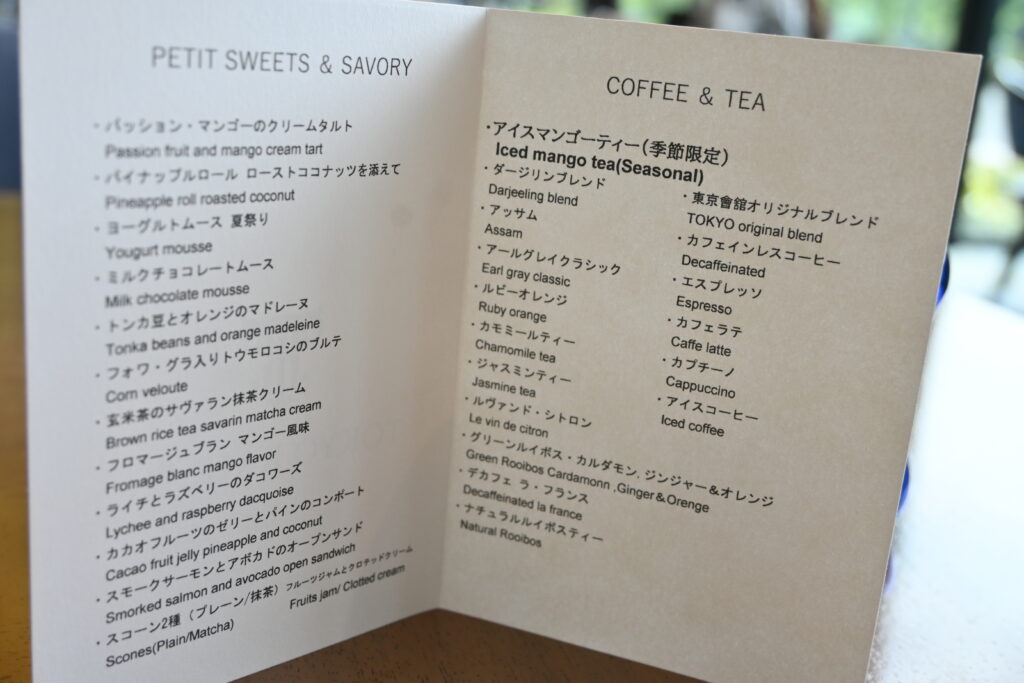 PETIT SWEETS & SAVORY
・パッション・マンゴーのクリームタルト
Passion fruit and mango cream tart
・パイナップルロール ローストココナッツを添えて
Pineapple roll roasted coconut
・ヨーグルトムース 夏祭り
Yougurt mousse
・ミルクチョコレートムース
Milk chocolate mousse
・トンカ豆とオレンジのマドレーヌ
Tonka beans and orange madeleine
・フォワ・グラ入りトウモロコシのブルテ
Corn veloute
・玄米茶のサヴァラン抹茶クリーム
Brown rice tea savarin matcha cream
・フロマージュブラン マンゴー風味
Fromage blanc mango flavor
・ライチとラズベリーのダコワーズ
Lychee and raspberry dacquoise
・カカオフルーツのゼリーとパインのコンポート
Cacao fruit jelly pineapple and coconut
・スモークサーモンとアボカドのオープンサンド
Smorked salmon and avocado open sandwich
・スコーン2種（プレーン/抹茶）フルーツジャムとクロテッドクリーム
Scones(Plain/Matcha) Fruits jam/ Clotted cream
COFFEE & TEA
・アイスマンゴーティー（季節限定）
Iced mango tea(Seasonal)
・ダージリンブレンド
Darjeeling blend
・アッサム
Assam
・アールグレイクラシック
Earl gray classic
・ルビーオレンジ
Ruby orange
・カモミールティー
Chamomile tea
・ジャスミンティー
Jasmine tea
・ルヴァンド・シトロン
Le vin de citron
・グリーンルイボス・カルダモン, ジンジャー＆オレンジ
Green Rooibos Cardamonn ,Ginger＆Orenge
・デカフェ ラ・フランス
Decaffeinated la france
・ナチュラルルイボスティー
Natural Rooibos
・東京會舘オリジナルブレンド
TOKYO original blend
・カフェインレスコーヒー
Decaffeinated
・エスプレッソ
Espresso
・カフェラテ
Caffe latte
・カプチーノ
Cappuccino
・アイスコーヒー
Iced coffee